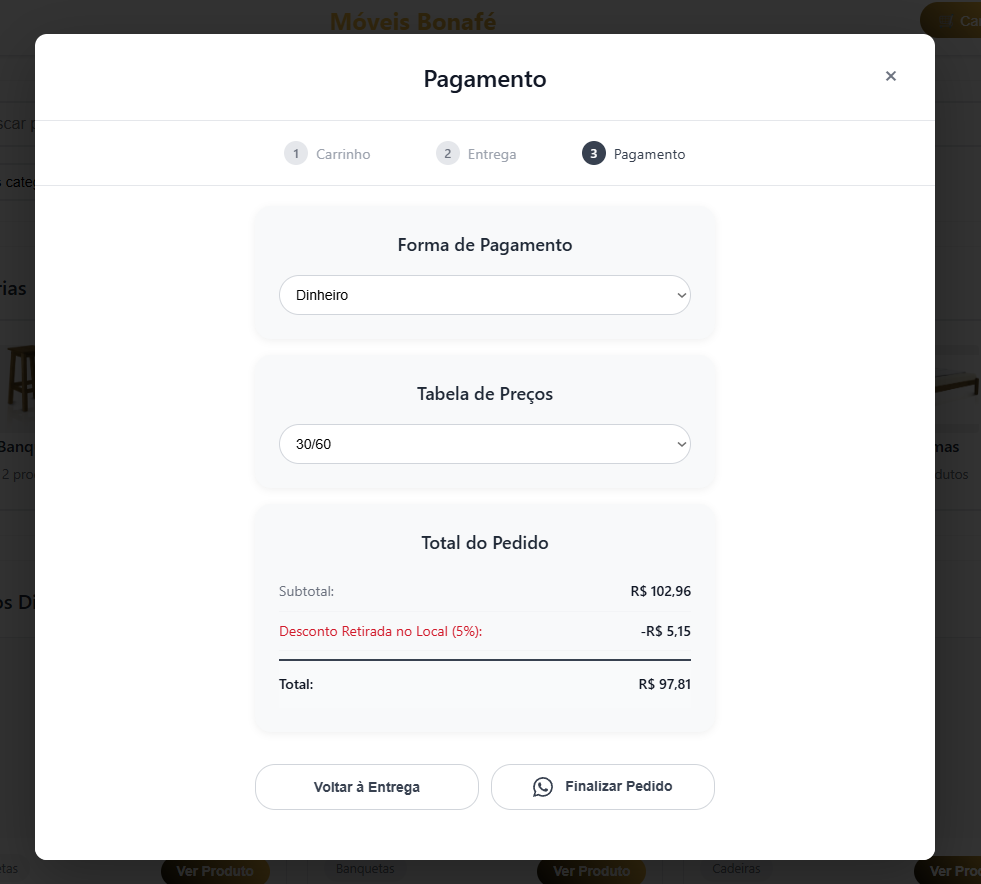 Móveis Bonafé
Pagamento
×
1 Carrinho
2 Entrega
3 Pagamento
Forma de Pagamento
Dinheiro
Tabela de Preços
30/60
Total do Pedido
Subtotal: R$ 102,96
Desconto Retirada no Local (5%): -R$ 5,15
Total: R$ 97,81
Voltar à Entrega
Finalizar Pedido
Ver Produto
Banquetas
Ver Produto
Cadeiras